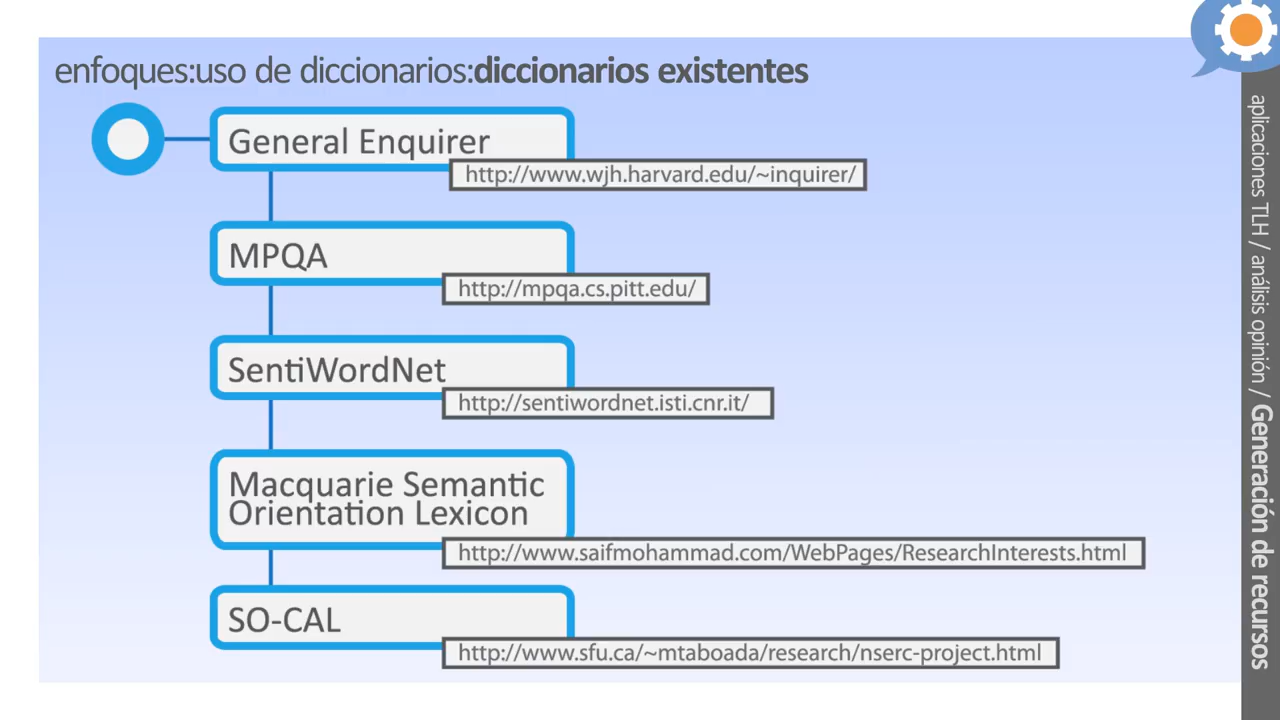 enfoques:uso de diccionarios:diccionarios existentes
General Enquirer
http://www.wjh.harvard.edu/~inquirer/
MPQA
http://mpqa.cs.pitt.edu/
SentiWordNet
http://sentiwordnet.isti.cnr.it/
Macquarie Semantic
Orientation Lexicon
http://www.saifmohammad.com/WebPages/ResearchInterests.html
SO-CAL
http://www.sfu.ca/~mtaboada/research/nserc-project.html
aplicaciones TLH / análisis opinión / Generación de recursos